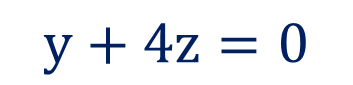 y + 4z = 0